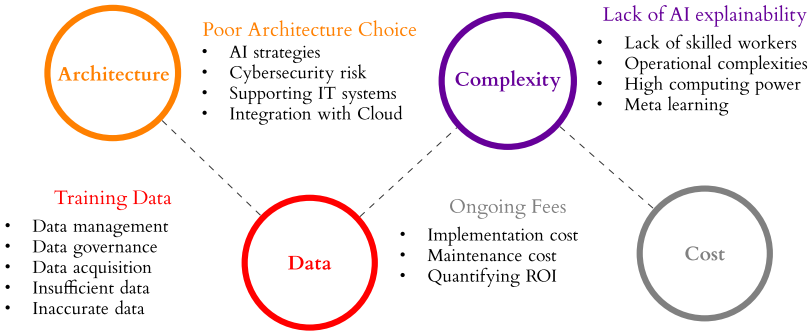 Architecture
Poor Architecture Choice
• AI strategies
• Cybersecurity risk
• Supporting IT systems
• Integration with Cloud
Complexity
Lack of AI explainability
• Lack of skilled workers
• Operational complexities
• High computing power
• Meta learning
Training Data
• Data management
• Data governance
• Data acquisition
• Insufficient data
• Inaccurate data
Data
Ongoing Fees
• Implementation cost
• Maintenance cost
• Quantifying ROI
Cost